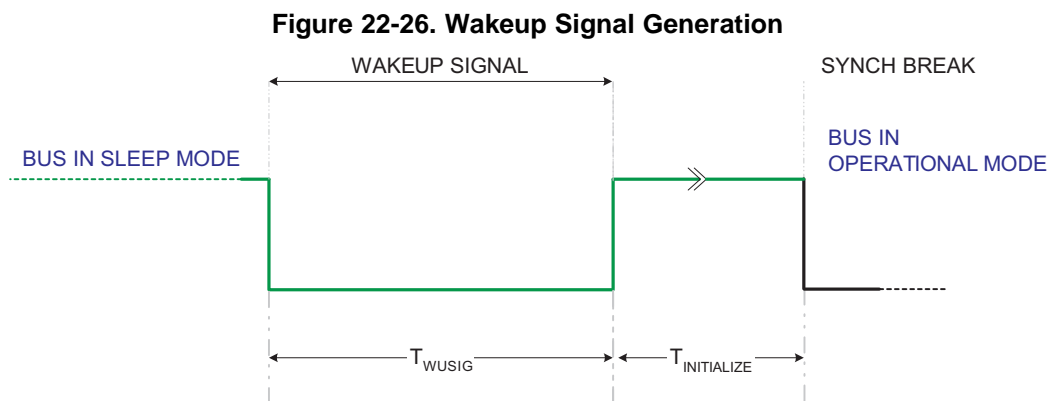 Figure 22-26. Wakeup Signal Generation
WAKEUP SIGNAL
SYNCH BREAK
BUS IN SLEEP MODE
BUS IN
OPERATIONAL MODE
TWUSIG
TINITIALIZE